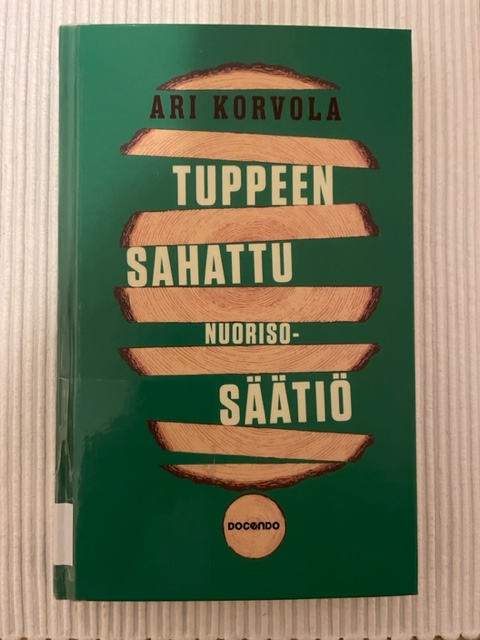 ARI KORVOLA
TUPPEEN
SAHATTU
NUORISO-
SÄÄTIÖ
DOCENDO